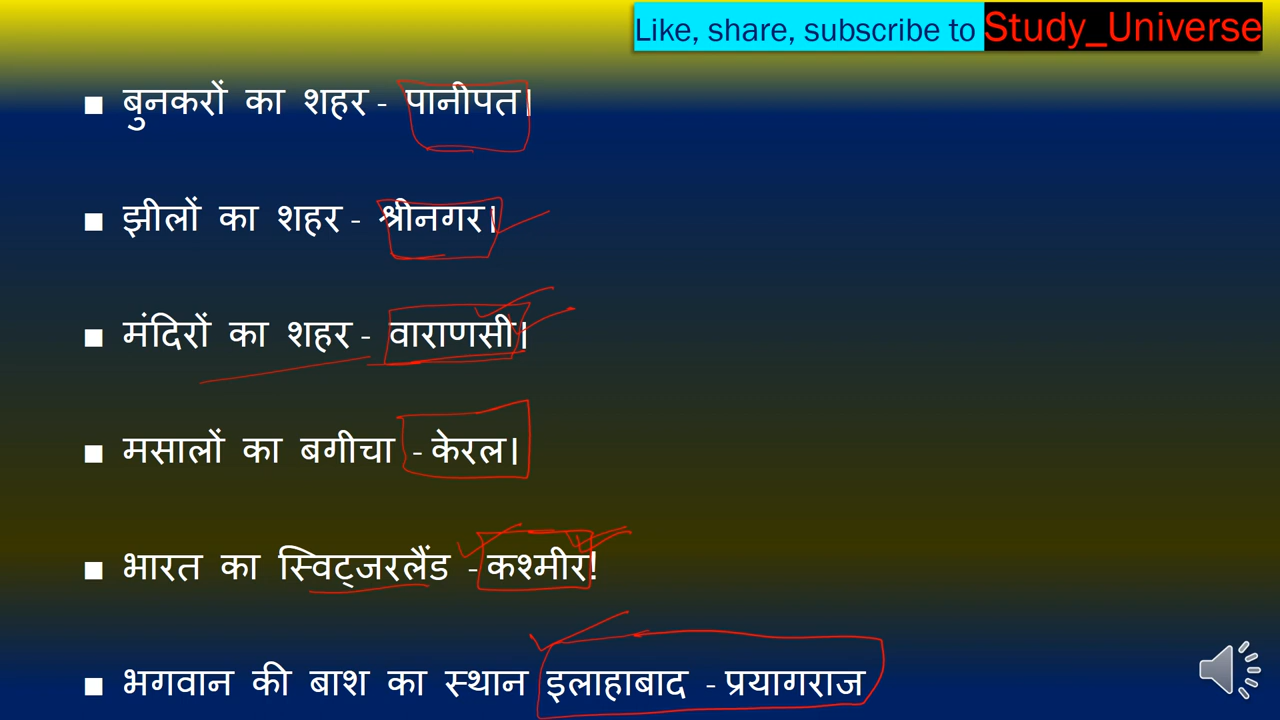 Like, share, subscribe to Study_Universe
▪ बुनकरों का शहर - पानीपत।
▪ झीलों का शहर - श्रीनगर।
▪ मंदिरों का शहर - वाराणसी।
▪ मसालों का बगीचा - केरल।
▪ भारत का स्विट्जरलैंड - कश्मीर!
▪ भगवान की बाश का स्थान इलाहाबाद - प्रयागराज